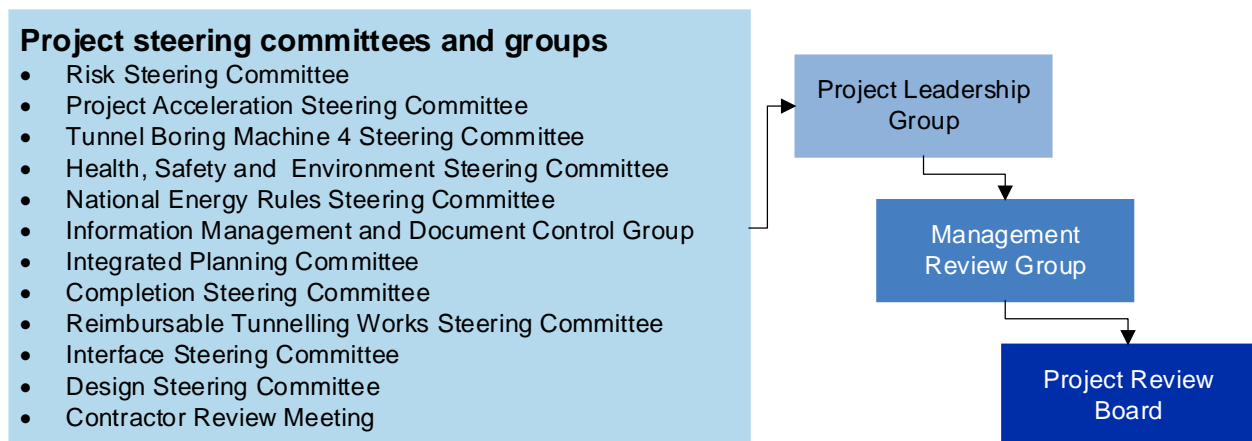 Project steering committees and groups
• Risk Steering Committee
• Project Acceleration Steering Committee
• Tunnel Boring Machine 4 Steering Committee
• Health, Safety and  Environment Steering Committee
• National Energy Rules Steering Committee
• Information Management and Document Control Group
• Integrated Planning Committee
• Completion Steering Committee
• Reimbursable Tunnelling Works Steering Committee
• Interface Steering Committee
• Design Steering Committee
• Contractor Review Meeting
Project Leadership
Group
Management
Review Group
Project Review
Board